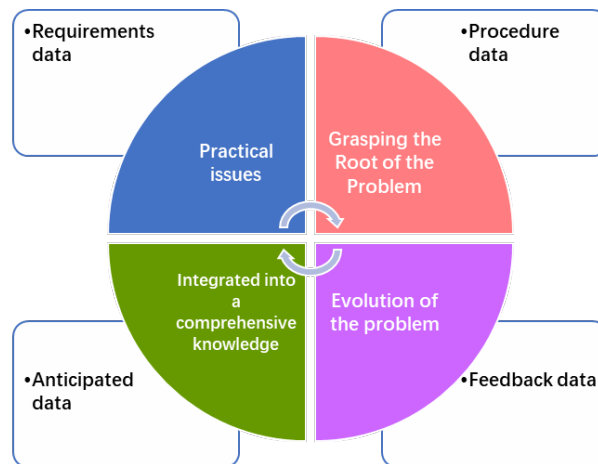 •Requirements
data
•Procedure
data
Practical
issues
Grasping the
Root of the
Problem
Integrated into
a
comprehensive
knowledge
Evolution of
the problem
•Anticipated
data
•Feedback data